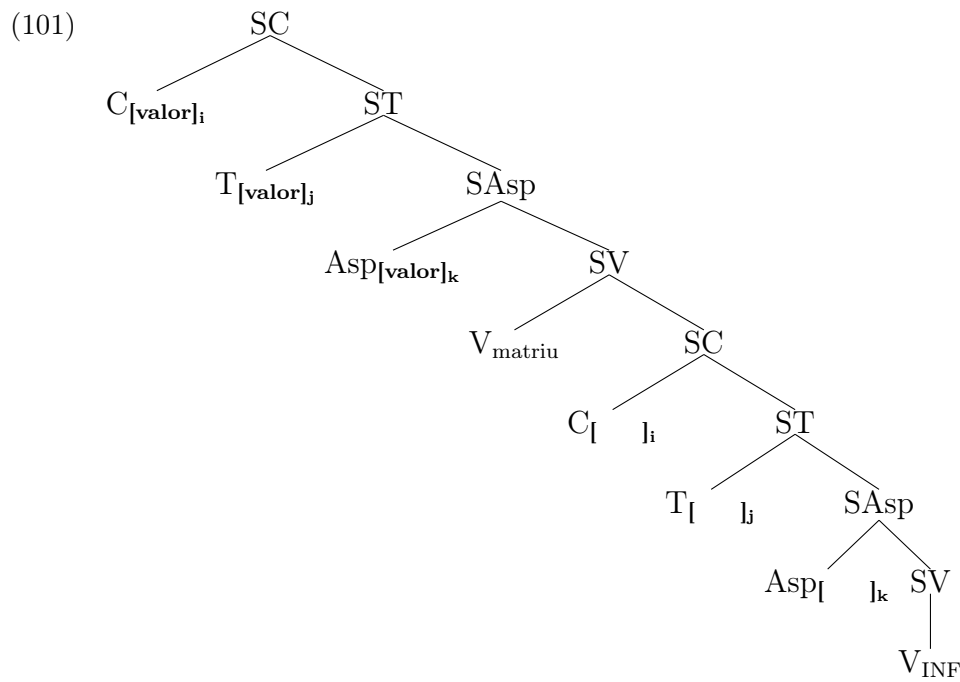 (101) SC
C[valor]i ST
T[valor]j SAsp
Asp[valor]k SV
Vmatriu SC
C[ ]i ST
T[ ]j SAsp
Asp[ ]k SV
VINF